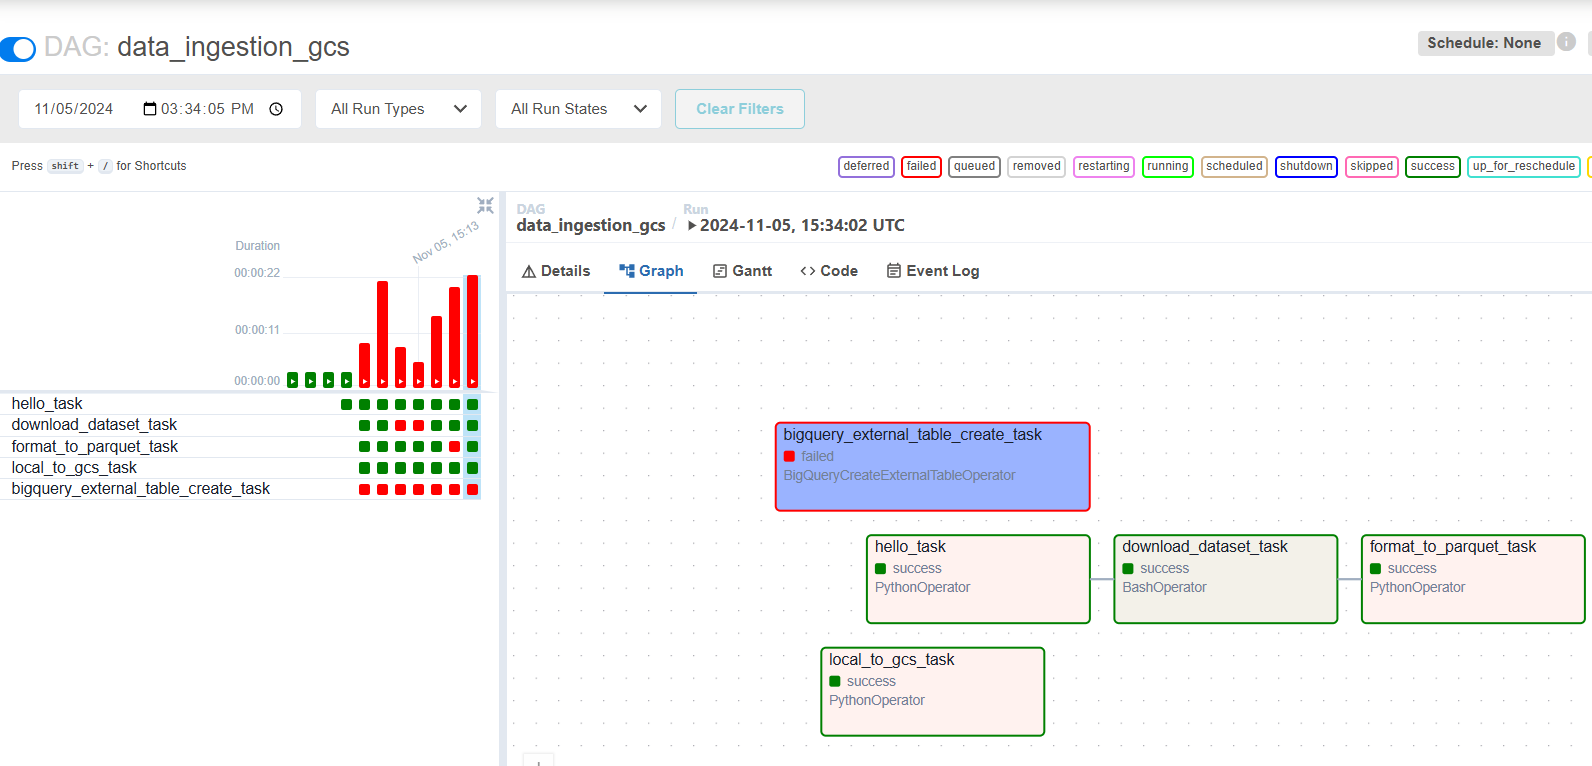 DAG: data_ingestion_gcs
Schedule: None
11/05/2024 03:34:05 PM
All Run Types
All Run States
Clear Filters
Press shift + / for Shortcuts
deferred failed queued removed restarting running scheduled shutdown skipped success up_for_reschedule
Nov 05, 15:13
Duration
00:00:22
00:00:11
00:00:00
hello_task
download_dataset_task
format_to_parquet_task
local_to_gcs_task
bigquery_external_table_create_task
DAG
data_ingestion_gcs
/
Run
2024-11-05, 15:34:02 UTC
Details
Graph
Gantt
Code
Event Log
bigquery_external_table_create_task
failed
BigQueryCreateExternalTableOperator
hello_task
success
PythonOperator
download_dataset_task
success
BashOperator
format_to_parquet_task
success
PythonOperator
local_to_gcs_task
success
PythonOperator